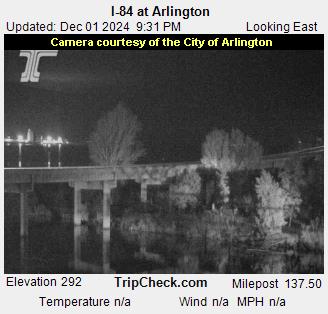 I-84 at Arlington
Updated: Dec 01 2024 9:31 PM Looking East
Camera courtesy of the City of Arlington
Elevation 292 TripCheck.com Milepost 137.50
Temperature n/a Wind n/a MPH n/a